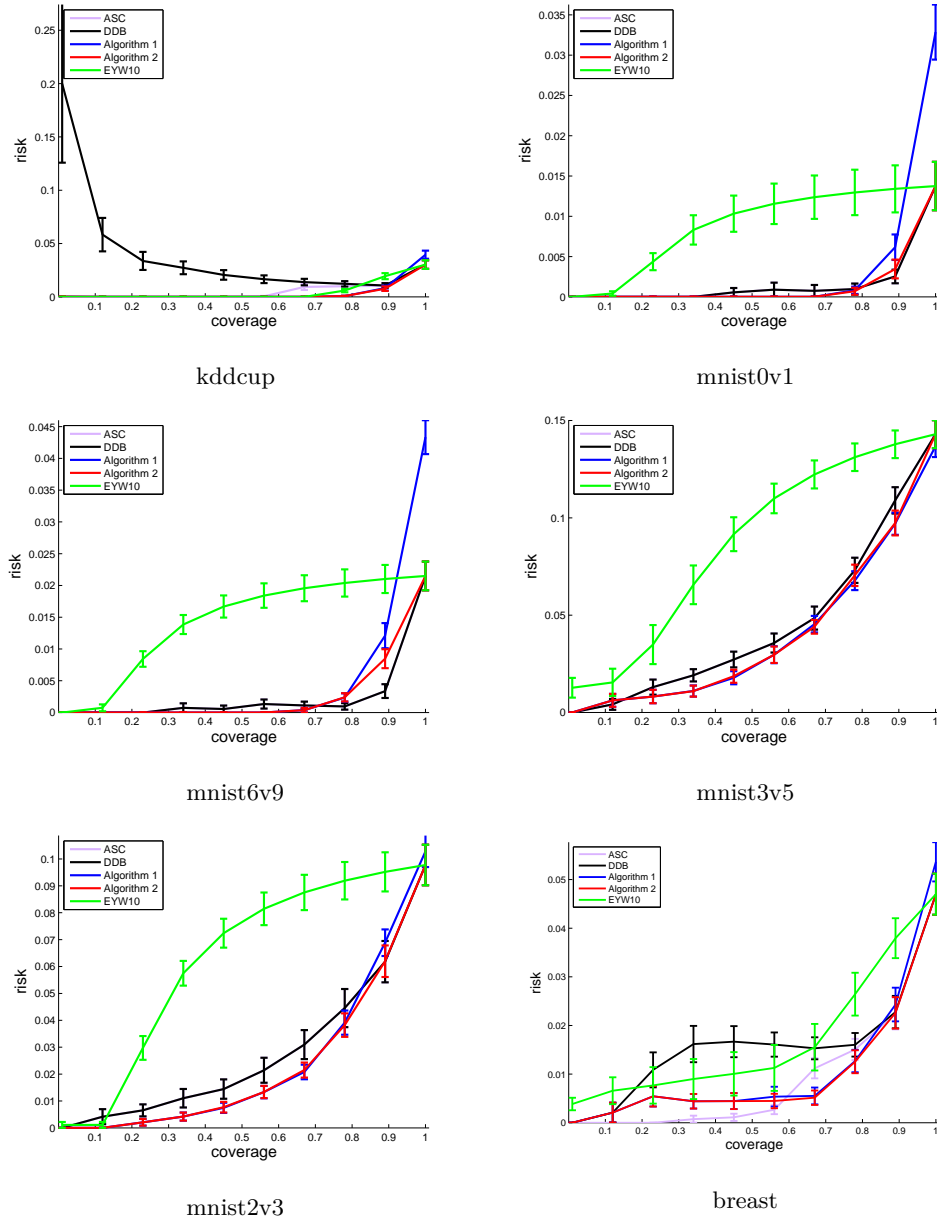 0.25
0.2
0.15
0.1
0.05
0
risk
ASC
DDB
Algorithm 1
Algorithm 2
EYW10
0.1 0.2 0.3 0.4 0.5 0.6 0.7 0.8 0.9 1
coverage
kddcup
0.035
0.03
0.025
0.02
0.015
0.01
0.005
0
risk
ASC
DDB
Algorithm 1
Algorithm 2
EYW10
0.1 0.2 0.3 0.4 0.5 0.6 0.7 0.8 0.9 1
coverage
mnist0v1
0.045
0.04
0.035
0.03
0.025
0.02
0.015
0.01
0.005
0
risk
ASC
DDB
Algorithm 1
Algorithm 2
EYW10
0.1 0.2 0.3 0.4 0.5 0.6 0.7 0.8 0.9 1
coverage
mnist6v9
0.15
0.1
0.05
0
risk
ASC
DDB
Algorithm 1
Algorithm 2
EYW10
0.1 0.2 0.3 0.4 0.5 0.6 0.7 0.8 0.9 1
coverage
mnist3v5
0.1
0.09
0.08
0.07
0.06
0.05
0.04
0.03
0.02
0.01
0
risk
ASC
DDB
Algorithm 1
Algorithm 2
EYW10
0.1 0.2 0.3 0.4 0.5 0.6 0.7 0.8 0.9 1
coverage
mnist2v3
0.05
0.04
0.03
0.02
0.01
0
risk
ASC
DDB
Algorithm 1
Algorithm 2
EYW10
0.1 0.2 0.3 0.4 0.5 0.6 0.7 0.8 0.9 1
coverage
breast